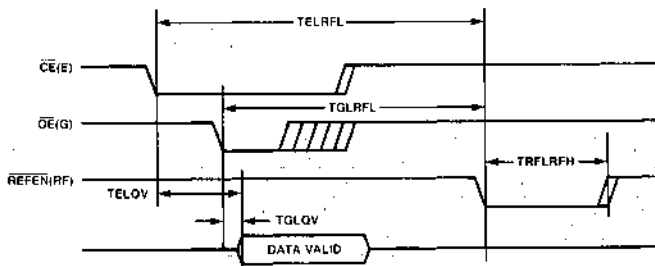 TELRFL
CE(E)
TGLRFL
OE(G)
TRFLRFH
REFEN(RF)
TELQV
TGLQV
DATA VALID